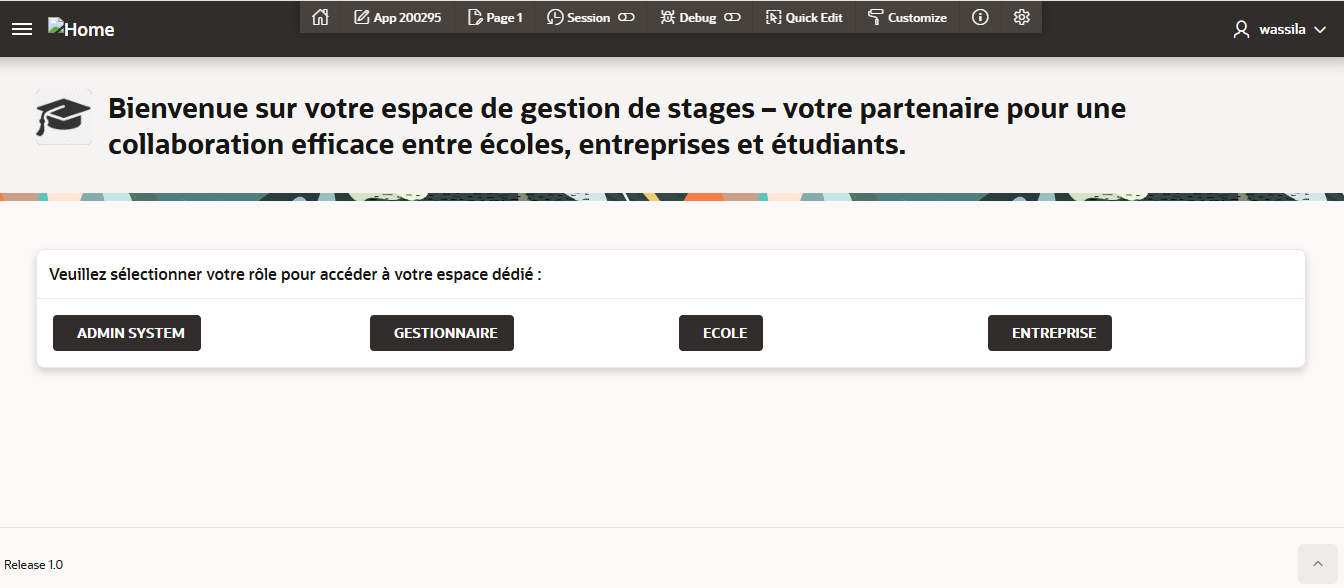 Home
App 200295
Page 1
Session
Debug
Quick Edit
Customize
wassila
Bienvenue sur votre espace de gestion de stages – votre partenaire pour une
collaboration efficace entre écoles, entreprises et étudiants.
Veuillez sélectionner votre rôle pour accéder à votre espace dédié :
ADMIN SYSTEM
GESTIONNAIRE
ECOLE
ENTREPRISE
Release 1.0